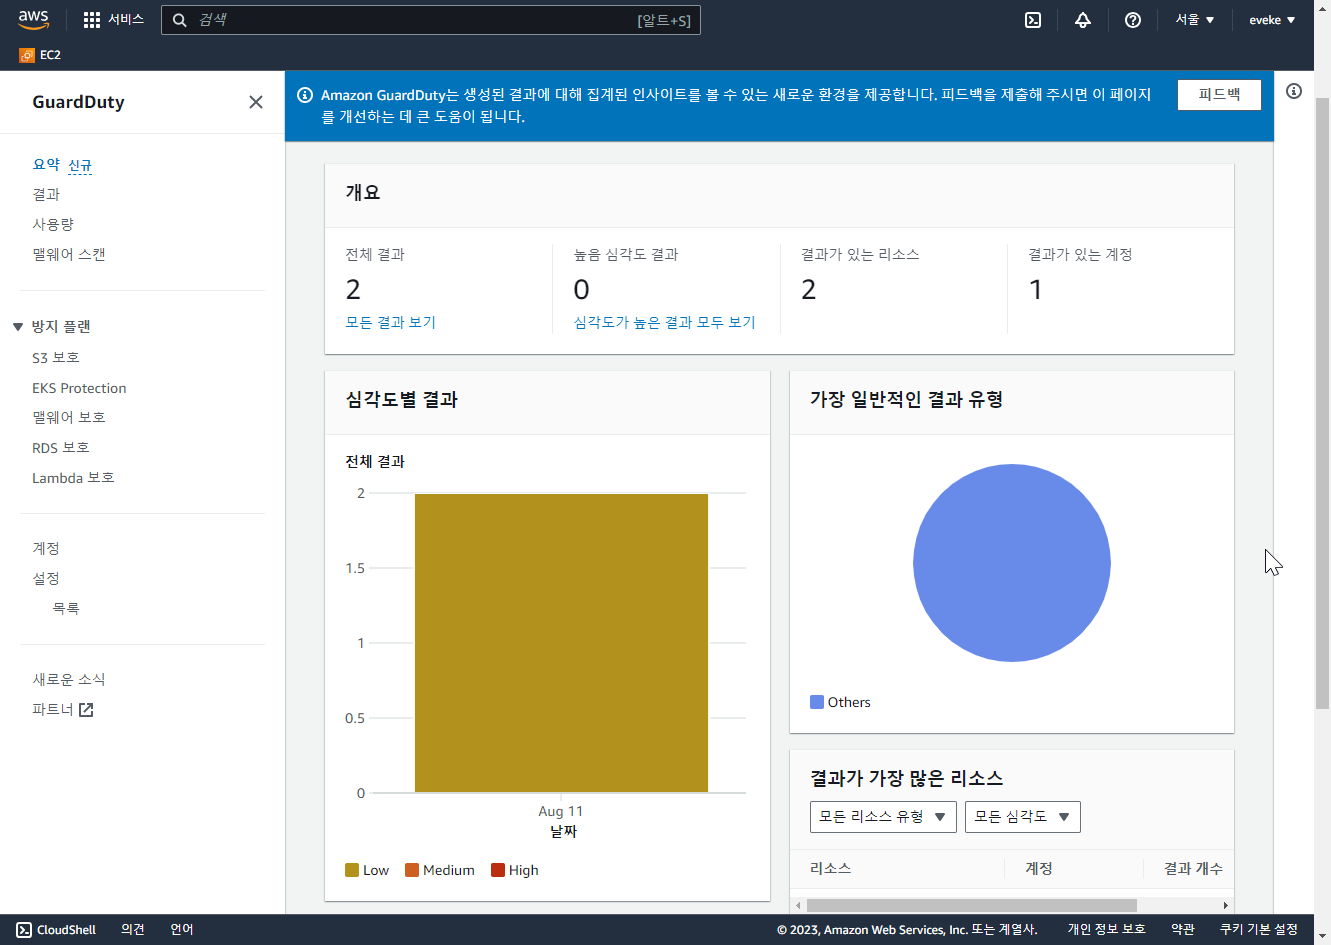 aws
서비스
검색
[알트+S]
서울
eveke
EC2
GuardDuty
Amazon GuardDuty는 생성된 결과에 대해 집계된 인사이트를 볼 수 있는 새로운 환경을 제공합니다. 피드백을 제출해 주시면 이 페이지
를 개선하는 데 큰 도움이 됩니다.
피드백
요약 신규
결과
사용량
맬웨어 스캔
방지 플랜
S3 보호
EKS Protection
맬웨어 보호
RDS 보호
Lambda 보호
계정
설정
목록
새로운 소식
파트너
개요
전체 결과
2
모든 결과 보기
높음 심각도 결과
0
심각도가 높은 결과 모두 보기
결과가 있는 리소스
2
결과가 있는 계정
1
심각도별 결과
전체 결과
2
1.5
1
0.5
0
Aug 11
날짜
Low
Medium
High
가장 일반적인 결과 유형
Others
결과가 가장 많은 리소스
모든 리소스 유형
모든 심각도
리소스
계정
결과 개수
CloudShell
의견
언어
© 2023, Amazon Web Services, Inc. 또는 계열사.
개인 정보 보호
약관
쿠키 기본 설정